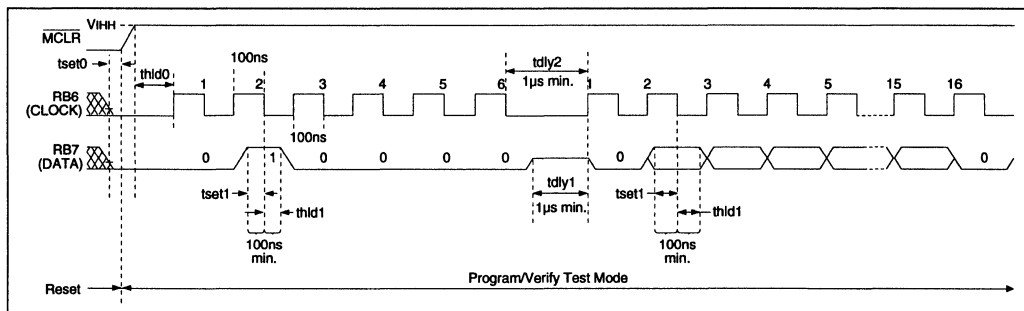 VIHH
MCLR
tset0
thld0
100ns
tdly2
1µs min.
1 2 3 4 5 6 1 2 3 4 5 15 16
RB6
(CLOCK)
100ns
RB7
(DATA)
0 1 0 0 0 0 0 0
tset1
thld1
100ns
min.
tdly1
1µs min.
tset1
thld1
100ns
min.
Reset
Program/Verify Test Mode